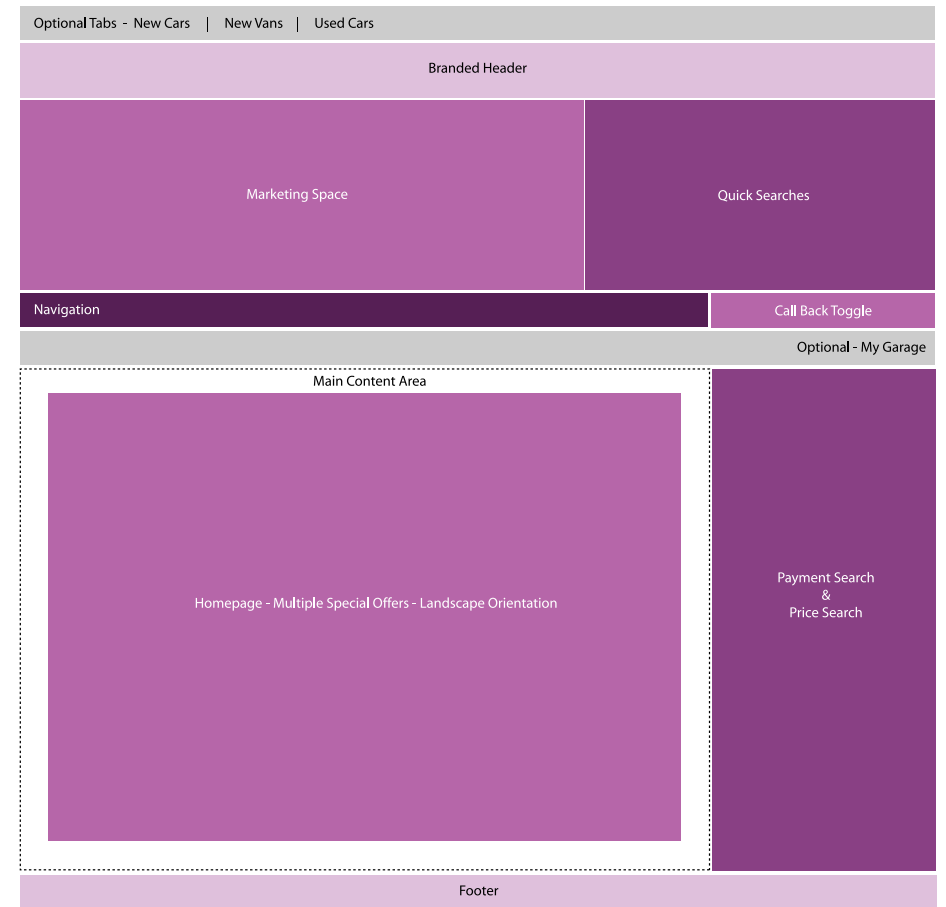 Optional Tabs - New Cars | New Vans | Used Cars
Branded Header
Marketing Space
Quick Searches
Navigation
Call Back Toggle
Optional - My Garage
Main Content Area
Homepage - Multiple Special Offers - Landscape Orientation
Payment Search
&
Price Search
Footer